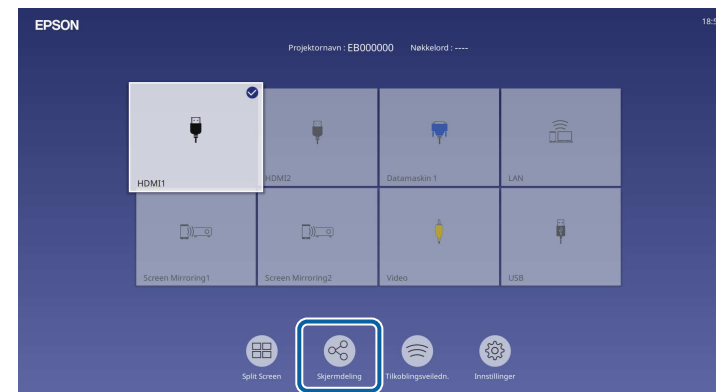 EPSON
Projektornavn : EB000000 Nøkkelord : ----
HDMI1
HDMI2
Datamaskin 1
LAN
Screen Mirroring1
Screen Mirroring2
Video
USB
Split Screen
Skjermdeling
Tilkoblingsveiledn.
Innstillinger